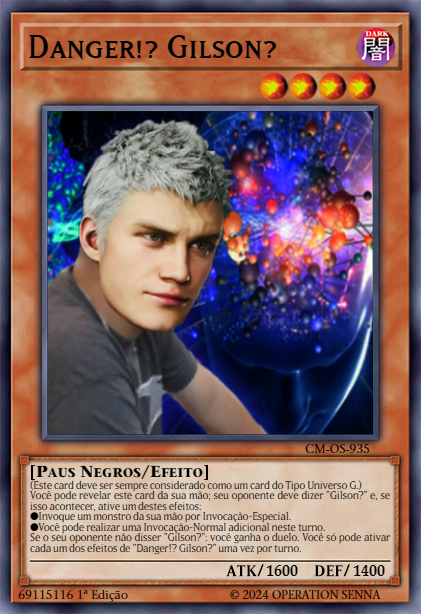 Danger!? Gilson?
DARK
闇
CM-OS-935
[Paus Negros/Efeito]
(Este card deve ser sempre considerado como um card do Tipo Universo G.)
Você pode revelar este card da sua mão; seu oponente deve dizer "Gilson?" e, se
isso acontecer, ative um destes efeitos:
●Invoque um monstro da sua mão por Invocação-Especial.
●Você pode realizar uma Invocação-Normal adicional neste turno.
Se o seu oponente não disser "Gilson?": você ganha o duelo. Você só pode ativar
cada um dos efeitos de "Danger!? Gilson?" uma vez por turno.
ATK/1600 DEF/1400
69115116 1ª Edição
© 2024 OPERATION SENNA